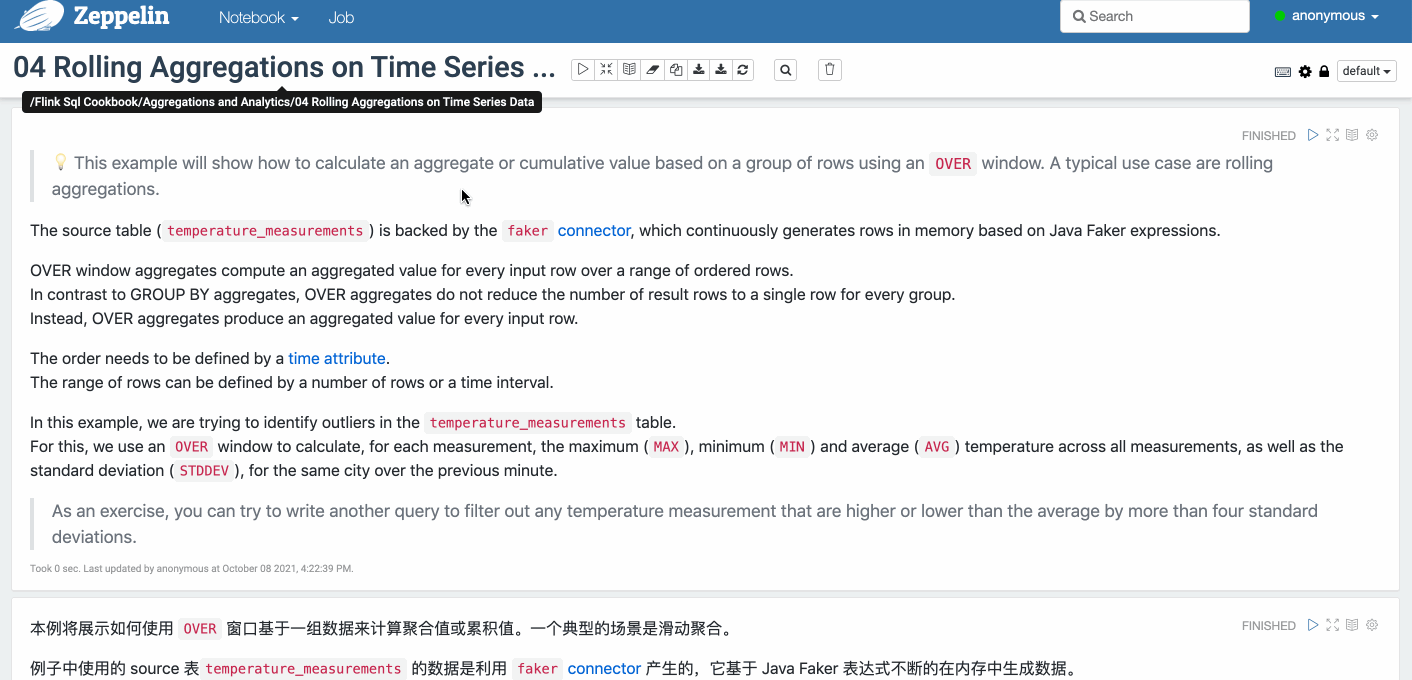 Zeppelin Notebook Job Search anonymous
04 Rolling Aggregations on Time Series ... default
/Flink Sql Cookbook/Aggregations and Analytics/04 Rolling Aggregations on Time Series Data
FINISHED
💡 This example will show how to calculate an aggregate or cumulative value based on a group of rows using an OVER window. A typical use case are rolling
aggregations.
The source table ( temperature_measurements ) is backed by the faker connector, which continuously generates rows in memory based on Java Faker expressions.
OVER window aggregates compute an aggregated value for every input row over a range of ordered rows.
In contrast to GROUP BY aggregates, OVER aggregates do not reduce the number of result rows to a single row for every group.
Instead, OVER aggregates produce an aggregated value for every input row.
The order needs to be defined by a time attribute.
The range of rows can be defined by a number of rows or a time interval.
In this example, we are trying to identify outliers in the temperature_measurements table.
For this, we use an OVER window to calculate, for each measurement, the maximum ( MAX ), minimum ( MIN ) and average ( AVG ) temperature across all measurements, as well as the
standard deviation ( STDDEV ), for the same city over the previous minute.
As an exercise, you can try to write another query to filter out any temperature measurement that are higher or lower than the average by more than four standard
deviations.
Took 0 sec. Last updated by anonymous at October 08 2021, 4:22:39 PM.
FINISHED
本例将展示如何使用 OVER 窗口基于一组数据来计算聚合值或累积值。一个典型的场景是滑动聚合。
例子中使用的 source 表 temperature_measurements 的数据是利用 faker connector 产生的，它基于 Java Faker 表达式不断的在内存中生成数据。